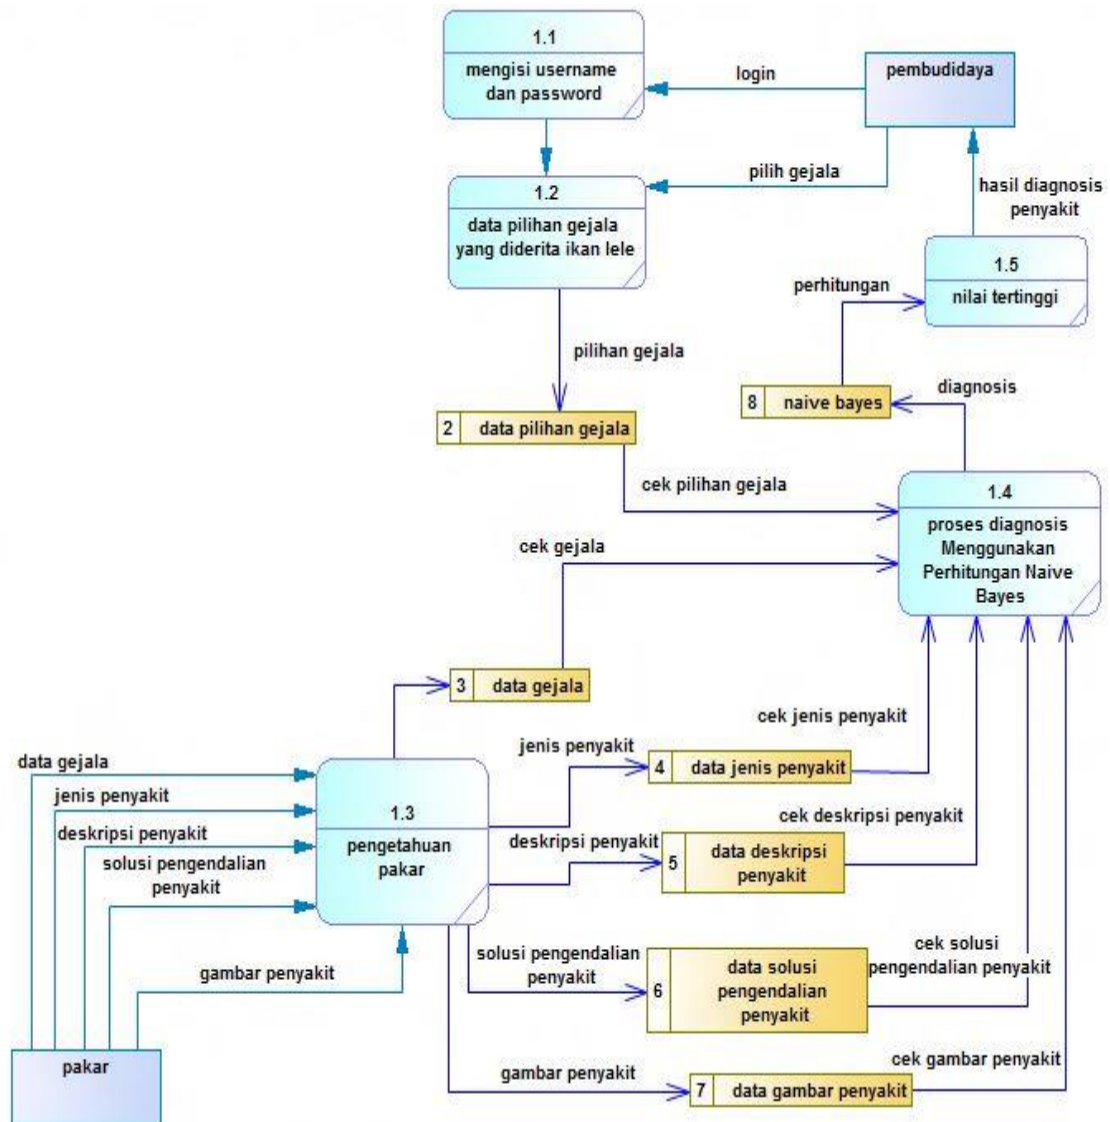 1.1
mengisi username
dan password
login
pembudidaya
pilih gejala
hasil diagnosis
penyakit
1.2
data pilihan gejala
yang diderita ikan lele
1.5
nilai tertinggi
perhitungan
pilihan gejala
8 naive bayes
diagnosis
2 data pilihan gejala
cek pilihan gejala
1.4
proses diagnosis
Menggunakan
Perhitungan Naive
Bayes
cek gejala
3 data gejala
cek jenis penyakit
jenis penyakit
4 data jenis penyakit
data gejala
jenis penyakit
deskripsi penyakit
solusi pengendalian
penyakit
1.3
pengetahuan
pakar
cek deskripsi penyakit
deskripsi penyakit
5 data deskripsi
penyakit
gambar penyakit
solusi pengendalian
penyakit
6 data solusi
pengendalian
penyakit
cek solusi
pengendalian penyakit
pakar
gambar penyakit
cek gambar penyakit
7 data gambar penyakit